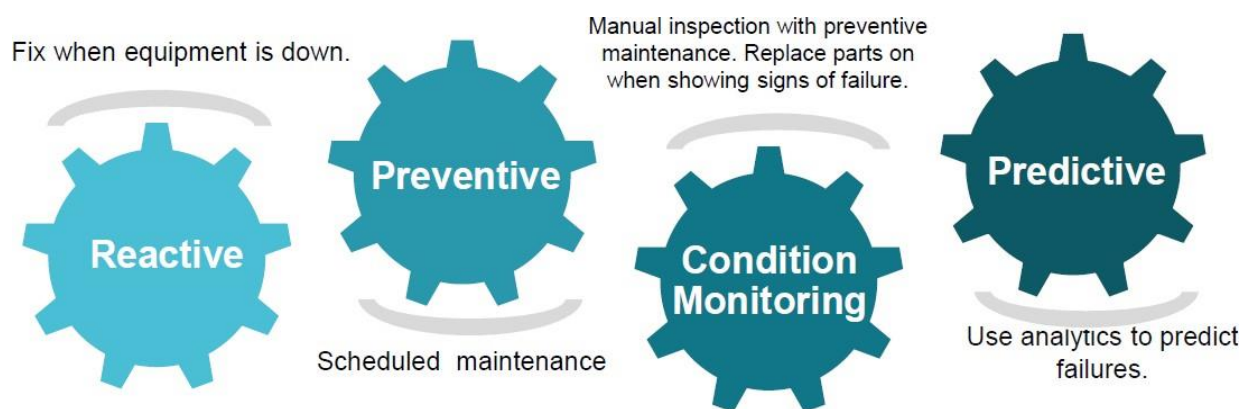 Fix when equipment is down.
Reactive
Preventive
Scheduled maintenance
Manual inspection with preventive
maintenance. Replace parts on
when showing signs of failure.
Condition
Monitoring
Predictive
Use analytics to predict
failures.